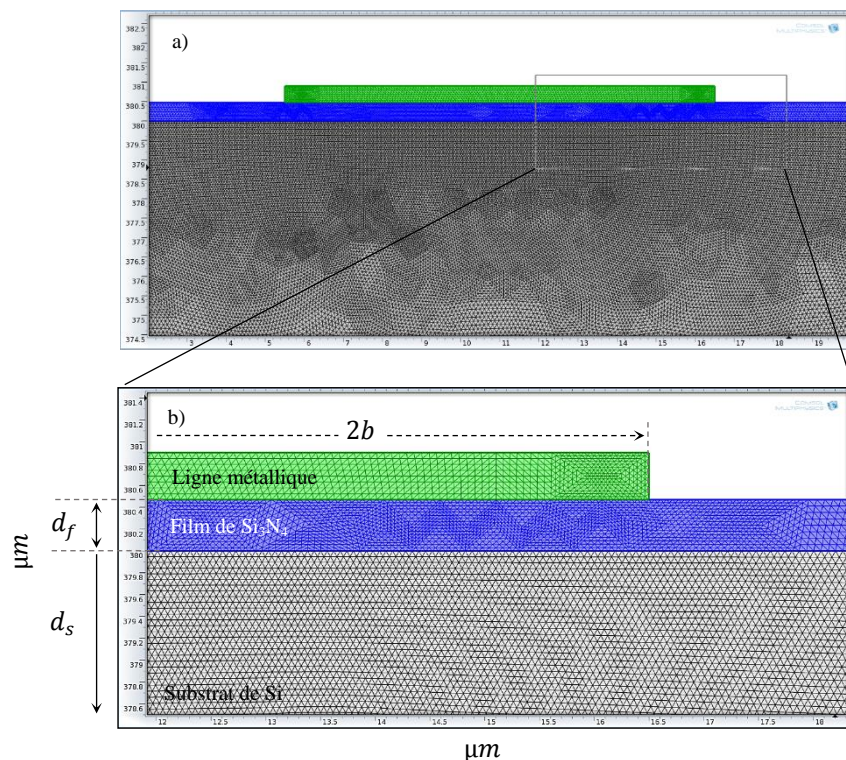 a)
COMSOL
MULTIPHYSICS
382.5
382
381.5
381
380.5
380
379.5
379
378.5
378
377.5
377
376.5
376
375.5
375
374.5
3 4 5 6 7 8 9 10 11 12 13 14 15 16 17 18 19
b)
COMSOL
MULTIPHYSICS
2b
Ligne métallique
d_f
Film de Si₃N₄
μm
d_s
Substrat de Si
381.4
381.2
381
380.8
380.6
380.4
380.2
380
379.8
379.6
379.4
379.2
379
378.8
378.6
12 12.5 13 13.5 14 14.5 15 15.5 16 16.5 17 17.5 18
μm